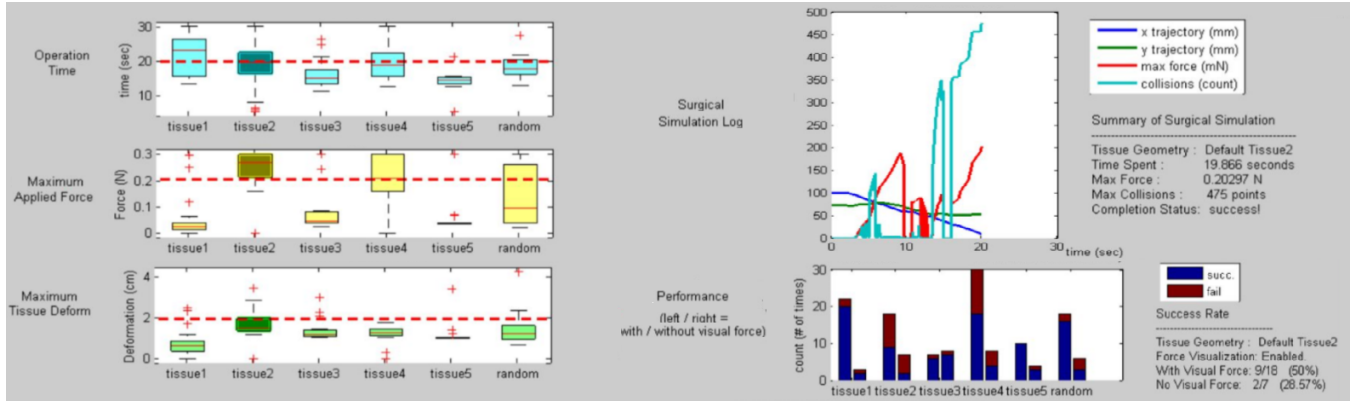 Operation
Time
time (sec)
30
20
10
tissue1 tissue2 tissue3 tissue4 tissue5 random
Maximum
Applied Force
Force (N)
0.3
0.2
0.1
0
tissue1 tissue2 tissue3 tissue4 tissue5 random
Maximum
Tissue Deform
Deformation (cm)
4
2
0
tissue1 tissue2 tissue3 tissue4 tissue5 random
Surgical
Simulation Log
500
450
400
350
300
250
200
150
100
50
0
0 10 20 30
time (sec)
x trajectory (mm)
y trajectory (mm)
max force (mN)
collisions (count)
Summary of Surgical Simulation
Tissue Geometry : Default Tissue2
Time Spent : 19.866 seconds
Max Force : 0.20297 N
Max Collisions : 475 points
Completion Status: success!
Performance
(left / right =
with / without visual force)
count (# of times)
30
20
10
0
tissue1 tissue2 tissue3 tissue4 tissue5 random
succ.
fail
Success Rate
Tissue Geometry : Default Tissue2
Force Visualization: Enabled.
With Visual Force: 9/18 (50%)
No Visual Force: 2/7 (28.57%)